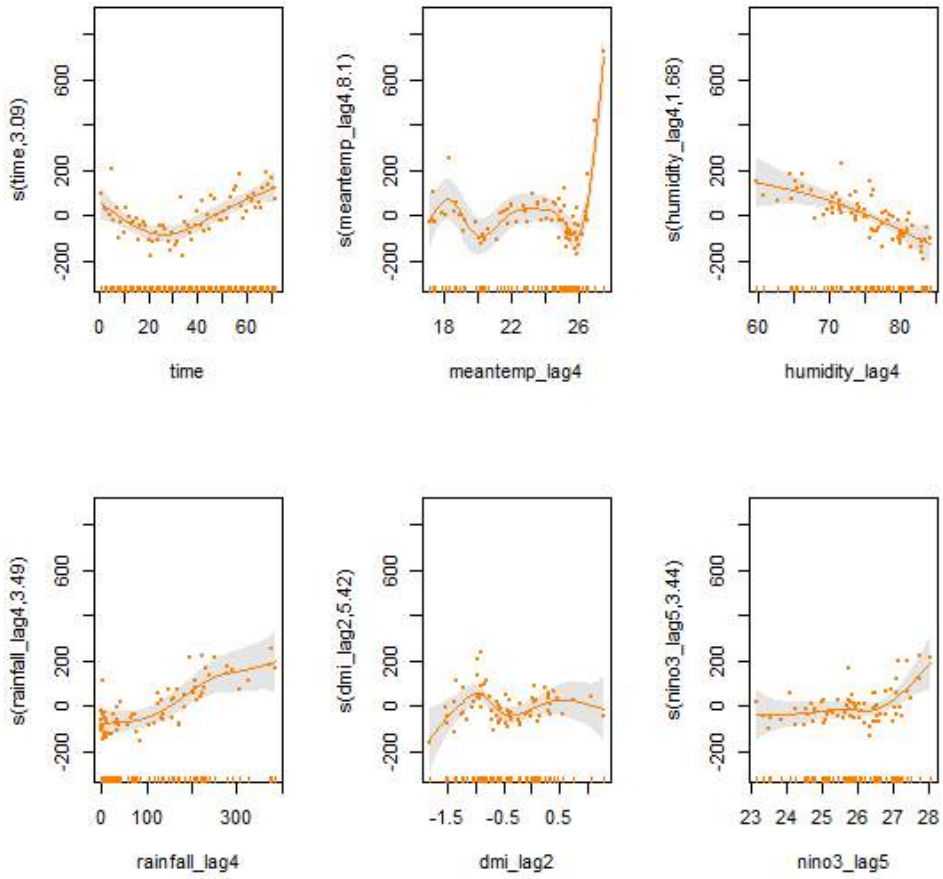 s(time,3.09)
600
200
0
-200
0 20 40 60
time
s(meantemp_lag4,8.1)
600
200
0
-200
18 22 26
meantemp_lag4
s(humidity_lag4,1.68)
600
200
0
-200
60 70 80
humidity_lag4
s(rainfall_lag4,3.49)
600
200
0
-200
0 100 300
rainfall_lag4
s(dmi_lag2,5.42)
600
200
0
-200
-1.5 -0.5 0.5
dmi_lag2
s(nino3_lag5,3.44)
600
200
0
-200
23 24 25 26 27 28
nino3_lag5